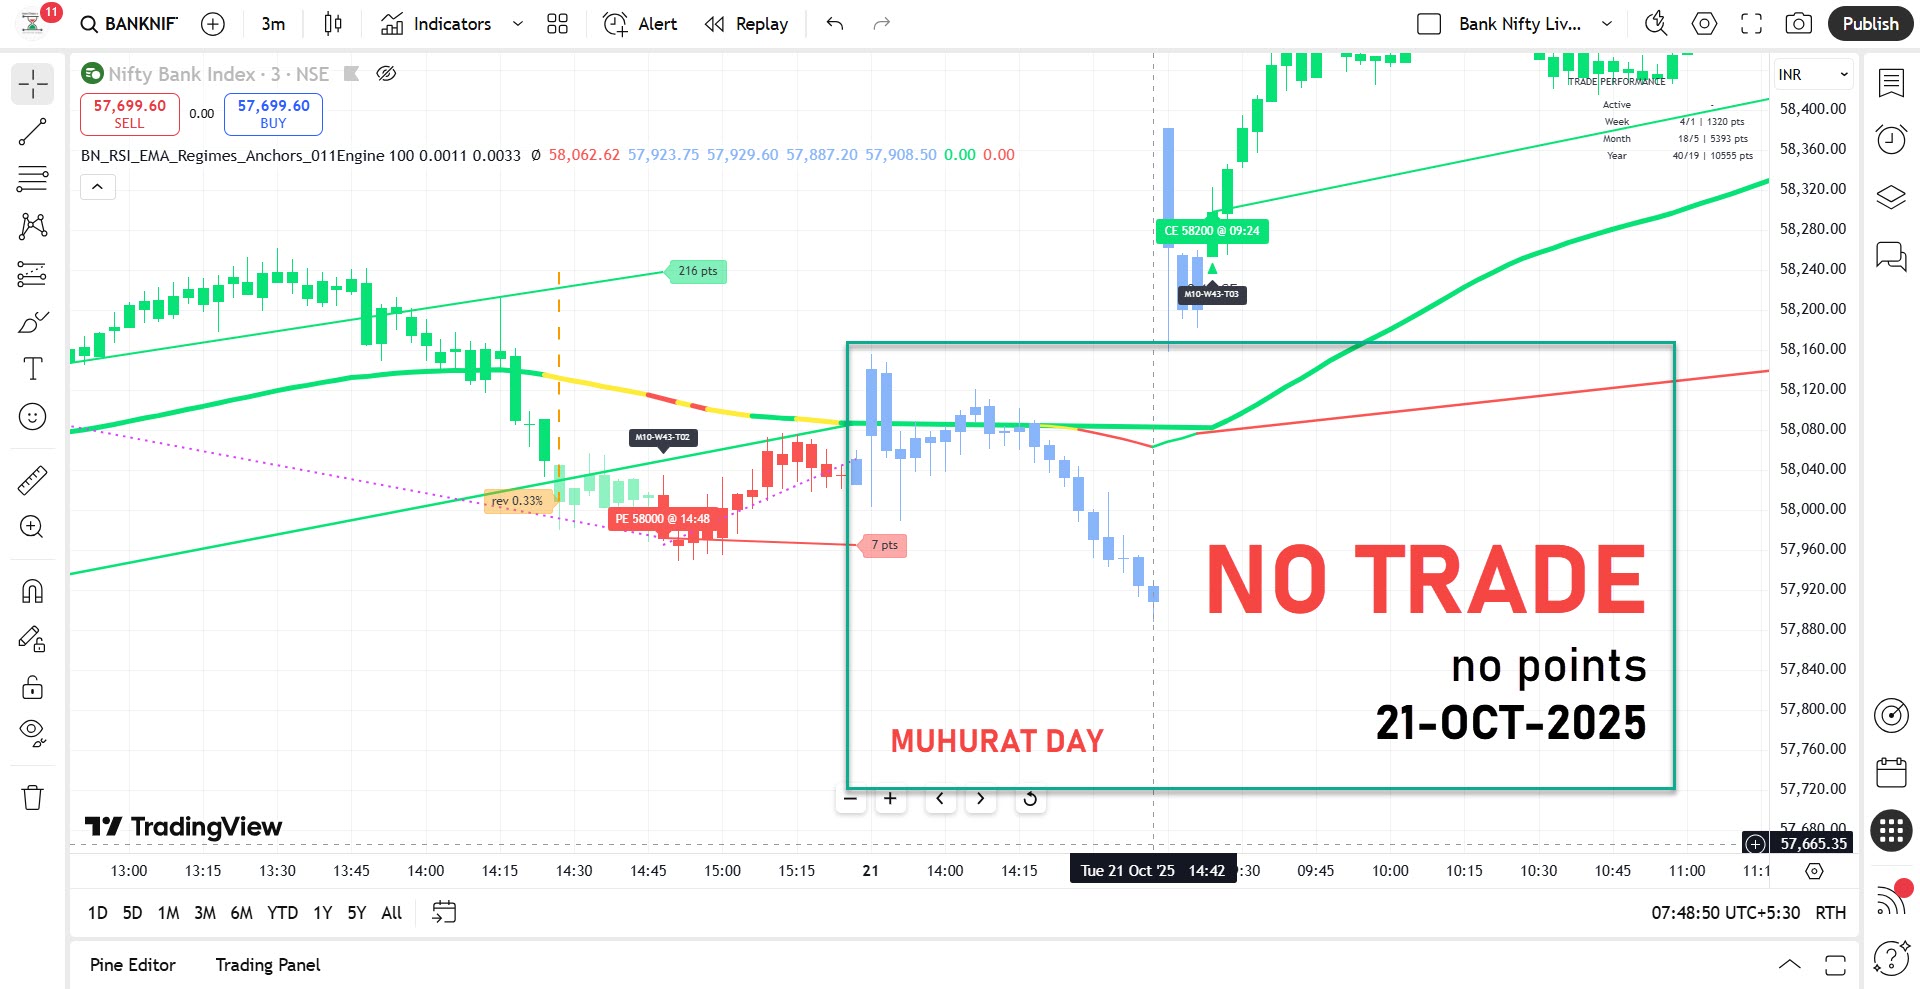 11
BANKNIF
3m
Indicators
Alert
Replay
Bank Nifty Liv...
Publish
Nifty Bank Index · 3 · NSE
INR
57,699.60
SELL
0.00
57,699.60
BUY
BN_RSI_EMA_Regimes_Anchors_011Engine 100 0.0011 0.0033 Ø 58,062.62 57,923.75 57,929.60 57,887.20 57,908.50 0.00 0.00
TRADE PERFORMANCE
Active -
Week 4/1 | 1320 pts
Month 18/5 | 5393 pts
Year 40/19 | 10555 pts
58,400.00
58,360.00
58,320.00
58,280.00
58,240.00
58,200.00
58,160.00
58,120.00
58,080.00
58,040.00
58,000.00
57,960.00
57,920.00
57,880.00
57,840.00
57,800.00
57,760.00
57,720.00
57,680.00
57,665.35
CE 58200 @ 09:24
M10-W43-T03
216 pts
M10-W43-T02
rev 0.33%
PE 58000 @ 14:48
7 pts
NO TRADE
no points
21-OCT-2025
MUHURAT DAY
TradingView
13:00 13:15 13:30 13:45 14:00 14:15 14:30 14:45 15:00 15:15 21 14:00 14:15 Tue 21 Oct '25 14:42 :30 09:45 10:00 10:15 10:30 10:45 11:00 11:1
1D 5D 1M 3M 6M YTD 1Y 5Y All
07:48:50 UTC+5:30 RTH
Pine Editor Trading Panel